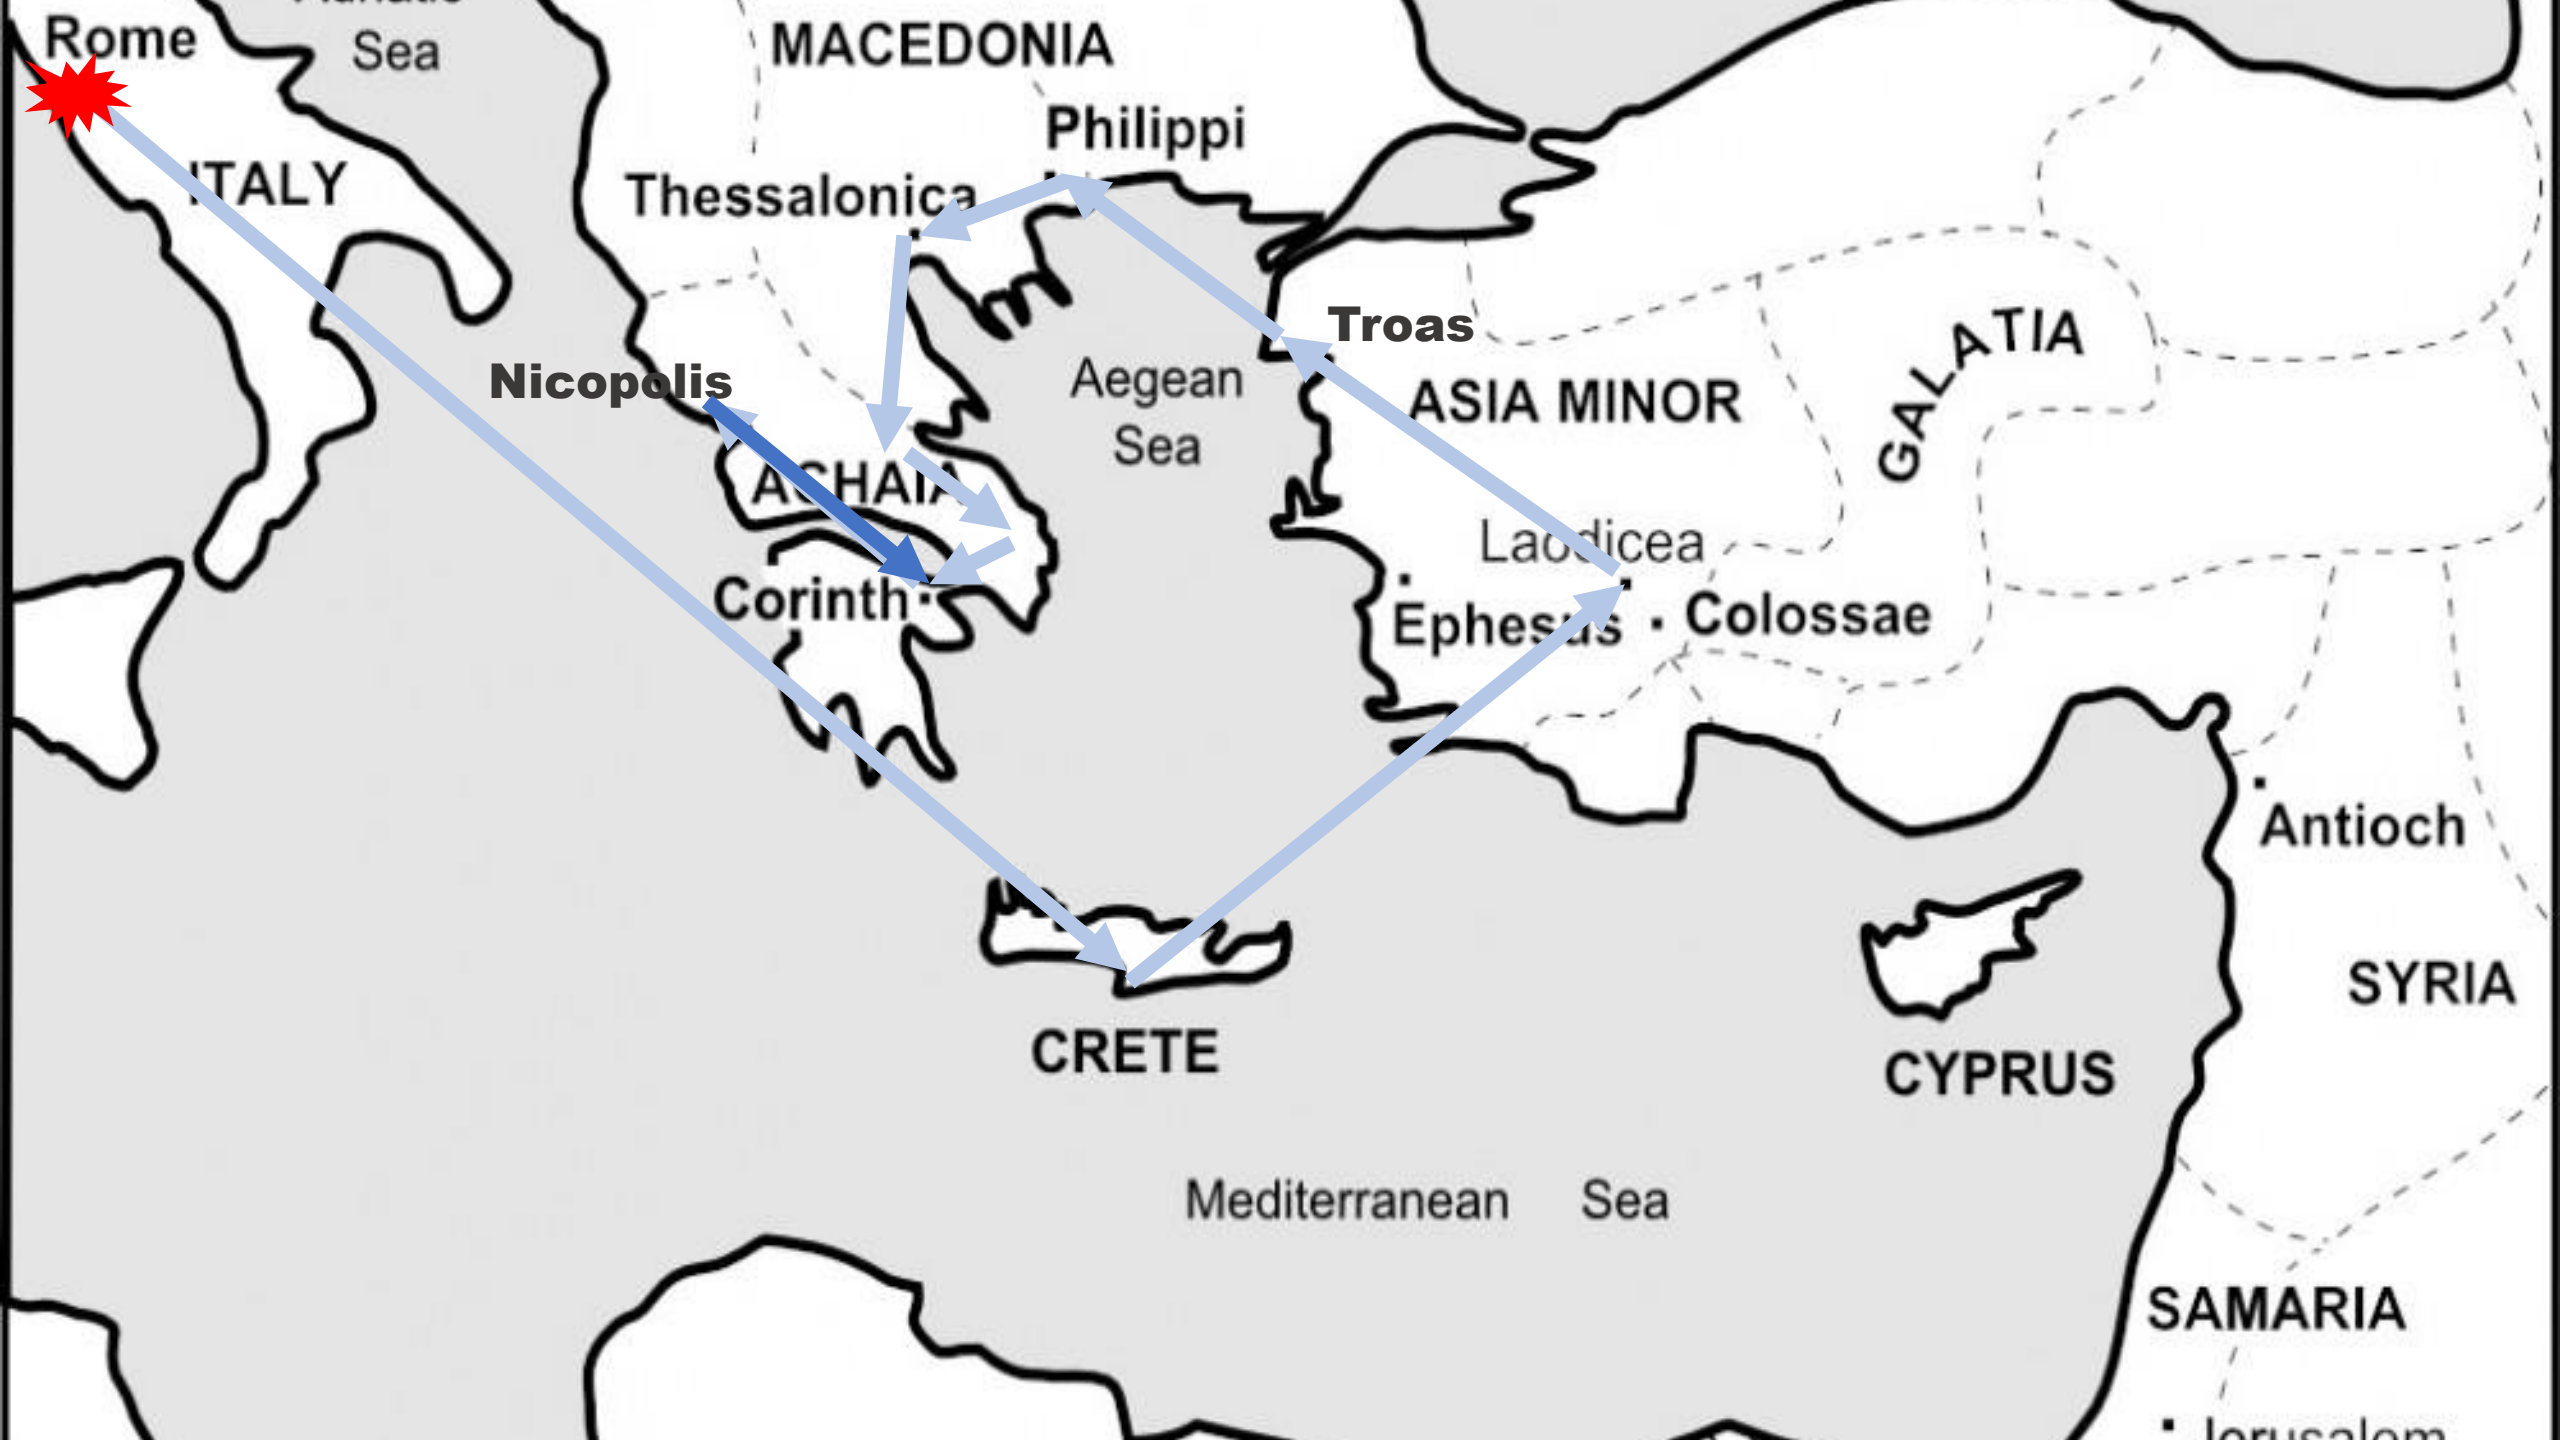 Rome
Sea
MACEDONIA
Philippi
ITALY
Thessalonica
Troas
GALATIA
Nicopolis
Aegean
Sea
ASIA MINOR
ACHAIA
Laodicea
Corinth
Ephesus
Colossae
Antioch
SYRIA
CRETE
CYPRUS
Mediterranean Sea
SAMARIA